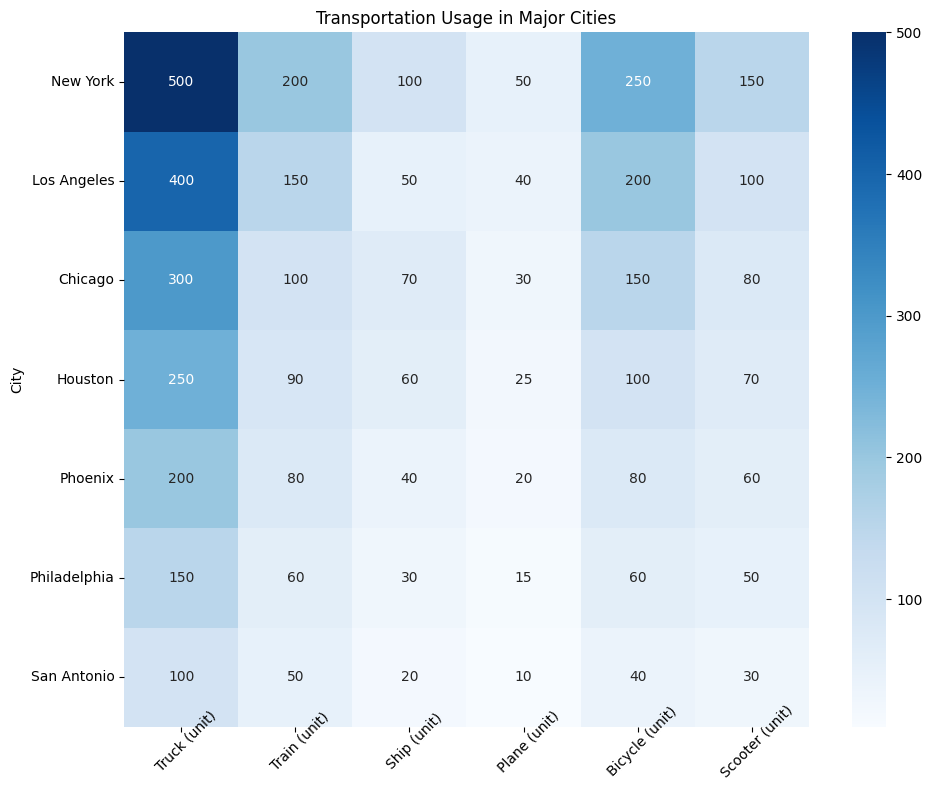 Transportation Usage in Major Cities
New York 500 200 100 50 250 150
Los Angeles 400 150 50 40 200 100
Chicago 300 100 70 30 150 80
Houston 250 90 60 25 100 70
Phoenix 200 80 40 20 80 60
Philadelphia 150 60 30 15 60 50
San Antonio 100 50 20 10 40 30
Truck (unit) Train (unit) Ship (unit) Plane (unit) Bicycle (unit) Scooter (unit)
City
500
400
300
200
100